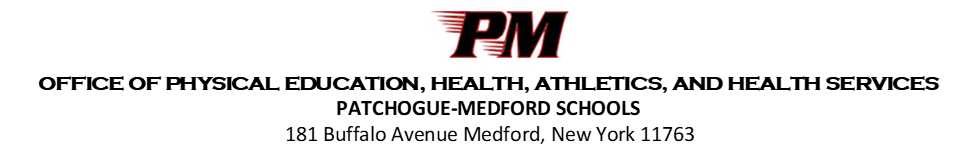 PM
OFFICE OF PHYSICAL EDUCATION, HEALTH, ATHLETICS, AND HEALTH SERVICES
PATCHOGUE-MEDFORD SCHOOLS
181 Buffalo Avenue Medford, New York 11763